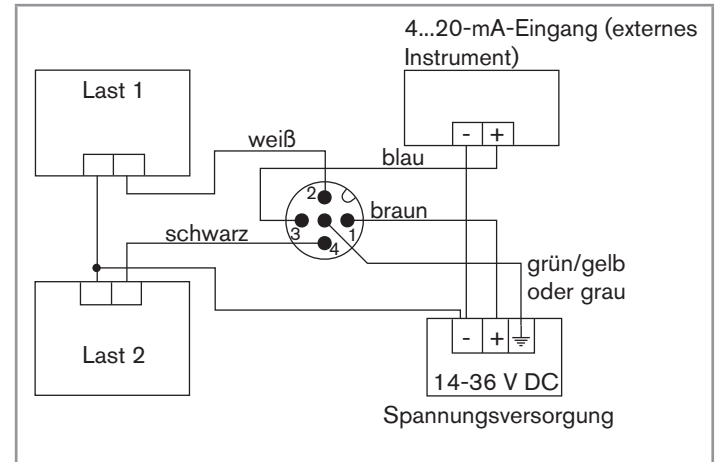 4...20-mA-Eingang (externes
Instrument)
Last 1
- +
weiß
blau
2
braun
3
1
schwarz
4
grün/gelb
oder grau
Last 2
- +
14-36 V DC
Spannungsversorgung